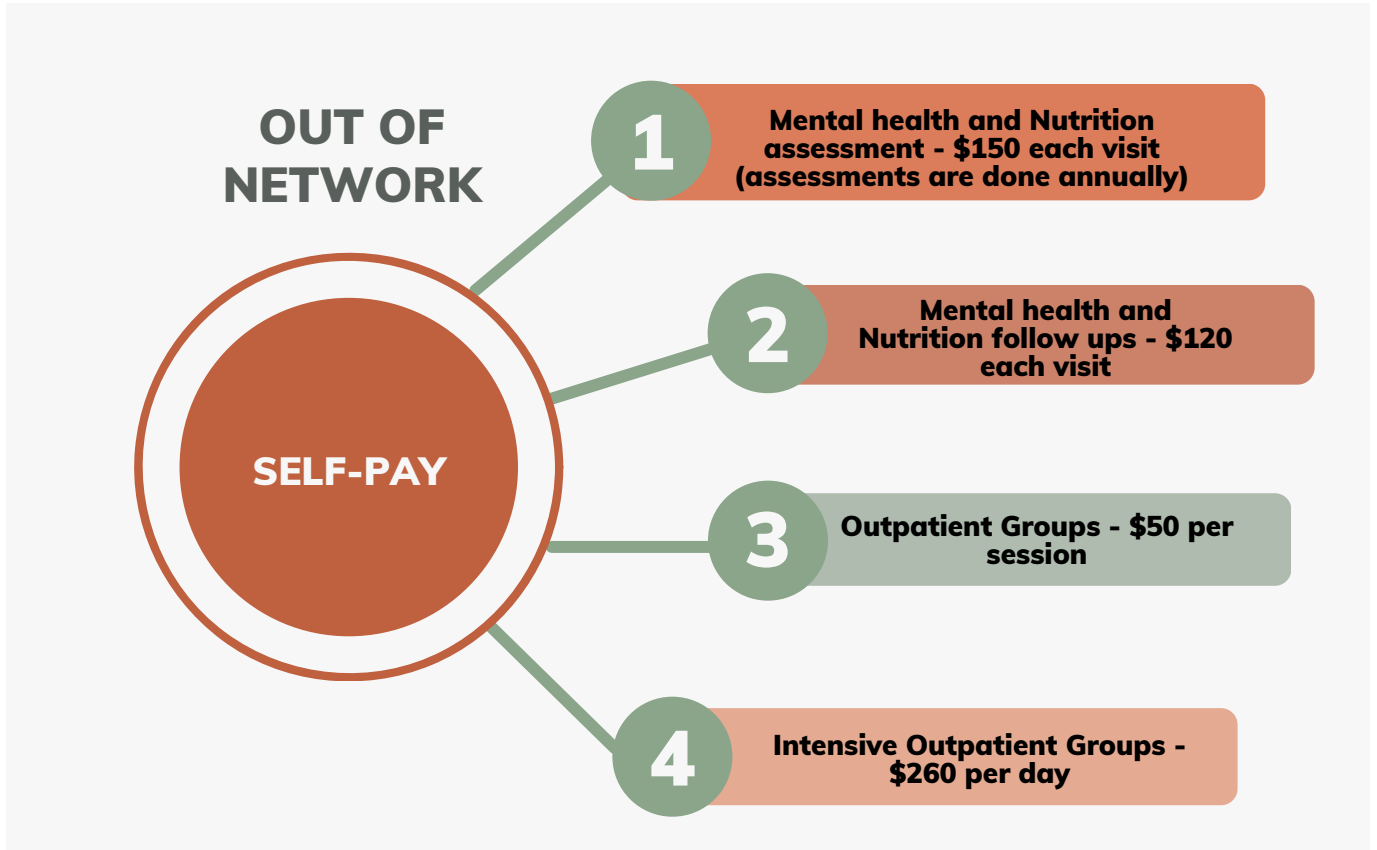 OUT OF
NETWORK
SELF-PAY
1
Mental health and Nutrition
assessment - $150 each visit
(assessments are done annually)
2
Mental health and
Nutrition follow ups - $120
each visit
3
Outpatient Groups - $50 per
session
4
Intensive Outpatient Groups -
$260 per day